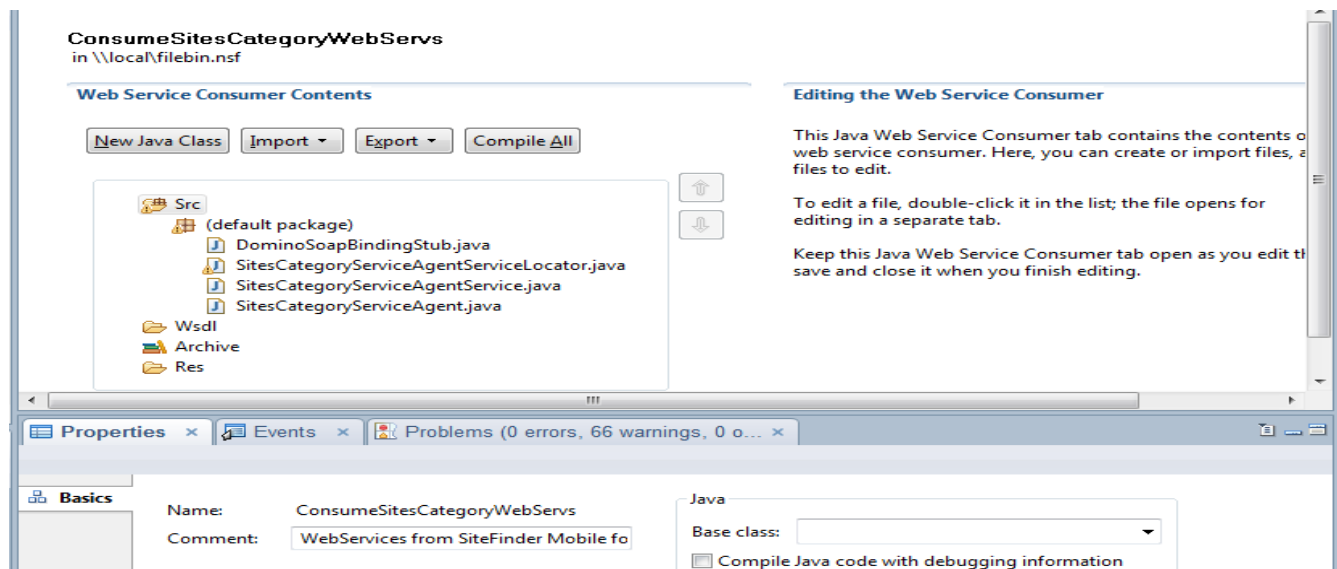 ConsumeSitesCategoryWebServs
in \\local\filebin.nsf
Web Service Consumer Contents
New Java Class
Import
Export
Compile All
Src
(default package)
DominoSoapBindingStub.java
SitesCategoryServiceAgentServiceLocator.java
SitesCategoryServiceAgentService.java
SitesCategoryServiceAgent.java
Wsdl
Archive
Res
Editing the Web Service Consumer
This Java Web Service Consumer tab contains the contents o
web service consumer. Here, you can create or import files, a
files to edit.
To edit a file, double-click it in the list; the file opens for
editing in a separate tab.
Keep this Java Web Service Consumer tab open as you edit th
save and close it when you finish editing.
Properties
Events
Problems (0 errors, 66 warnings, 0 o...
Basics
Name: ConsumeSitesCategoryWebServs
Comment: WebServices from SiteFinder Mobile fo
Java
Base class:
Compile Java code with debugging information